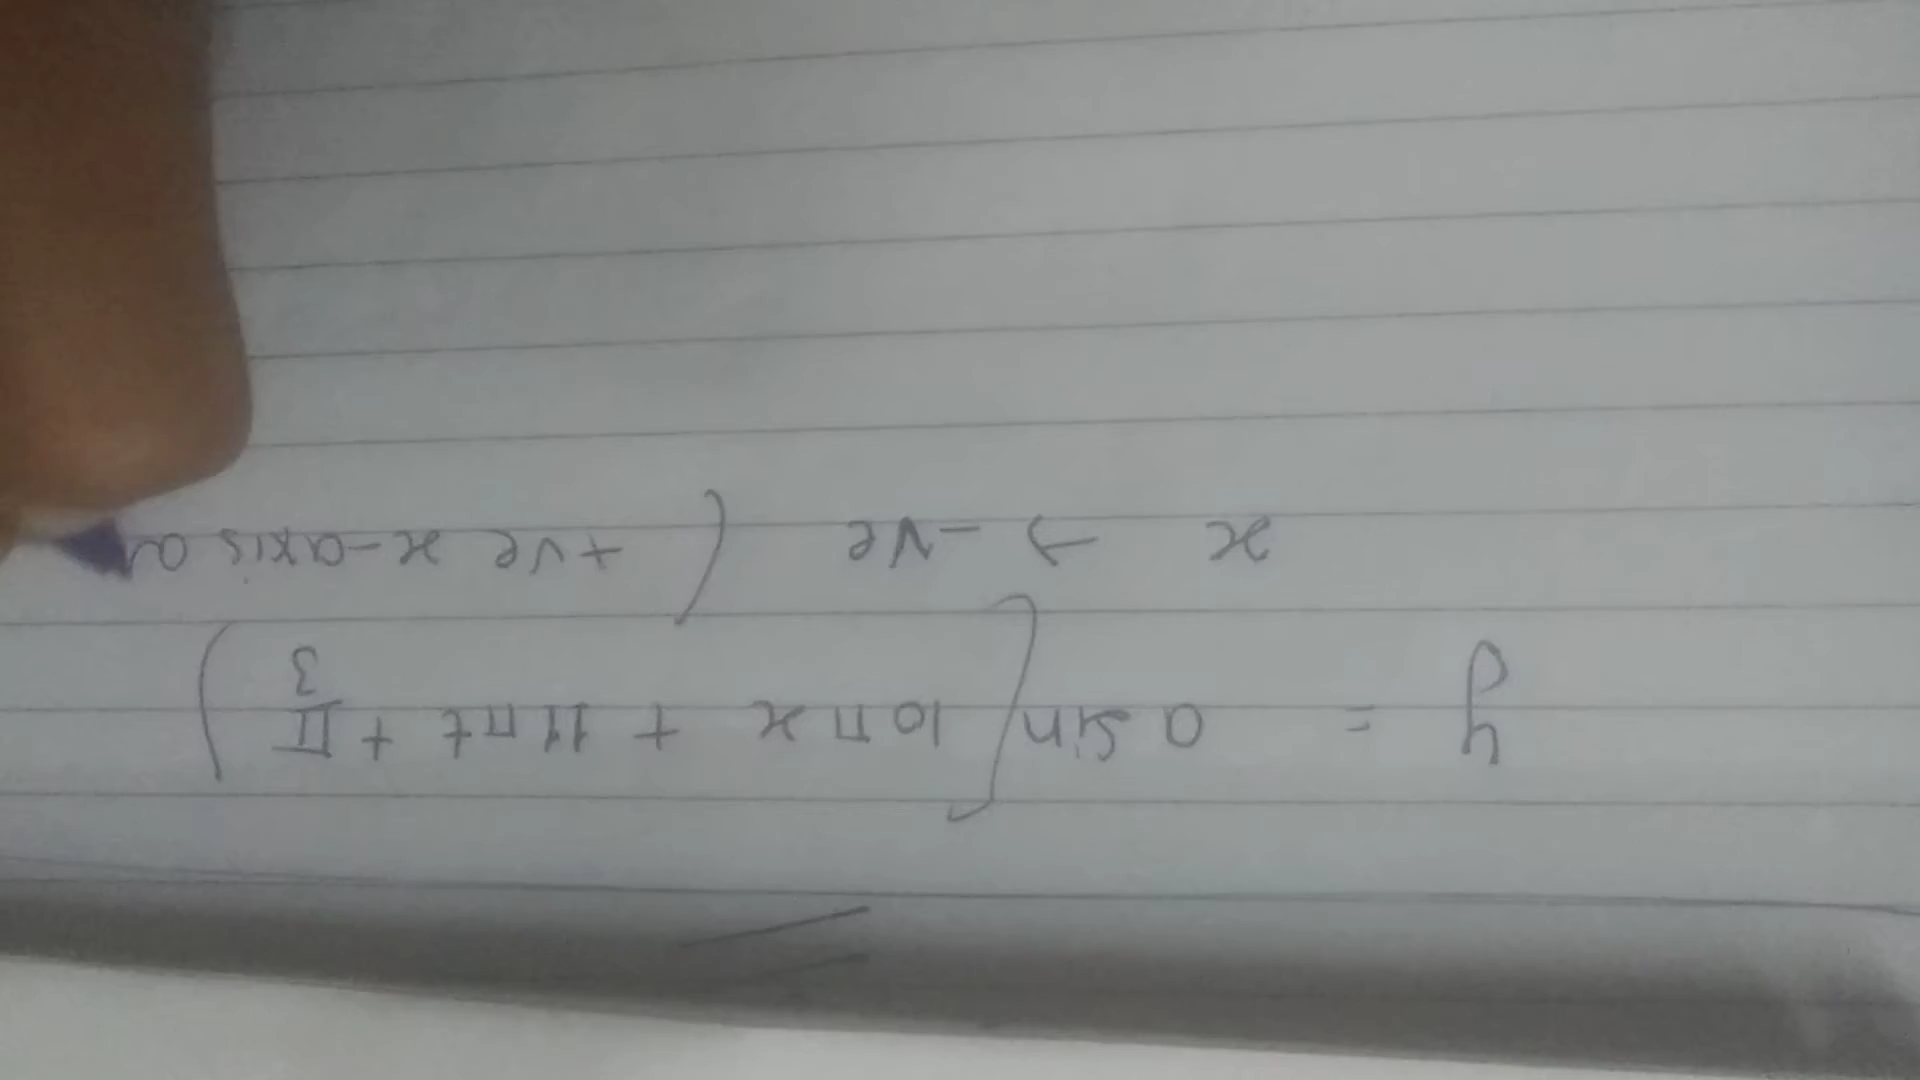 y = a sin (10πx + 11πt + π/3)
x → -ve ( +ve x-axis